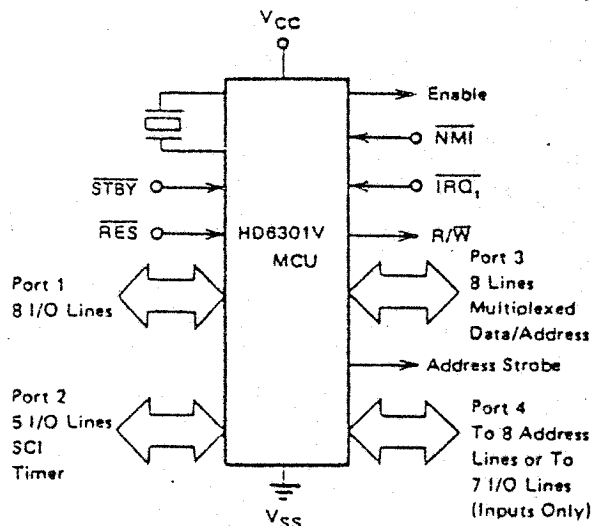 VCC
Enable
NMI
STBY
IRQ1
RES
HD6301V
MCU
R/W
Port 1
8 I/O Lines
Port 3
8 Lines
Multiplexed
Data/Address
Address Strobe
Port 2
5 I/O Lines
SCI
Timer
Port 4
To 8 Address
Lines or To
7 I/O Lines
(Inputs Only)
VSS